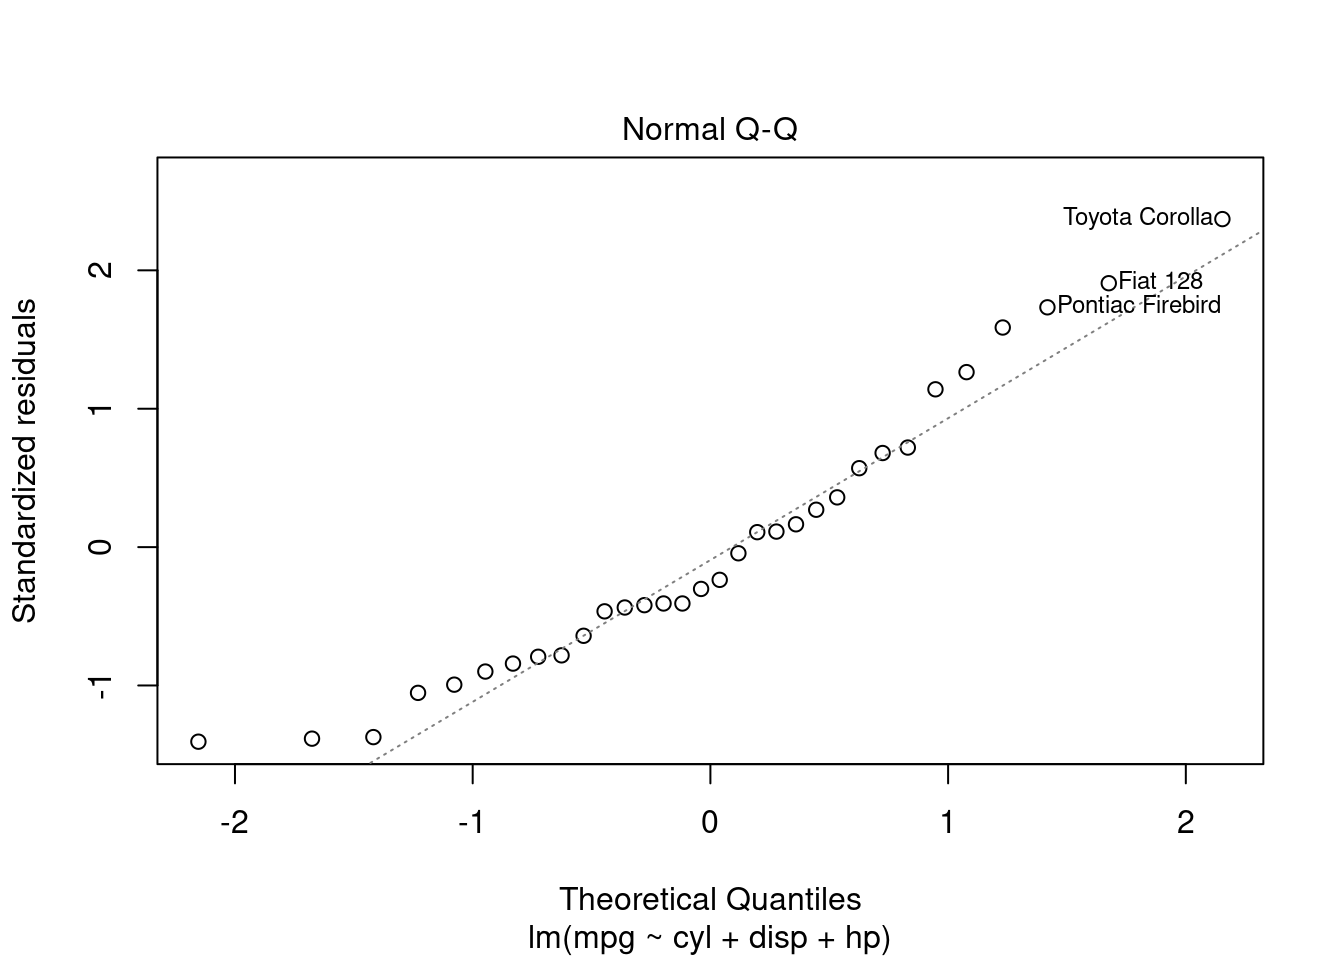 Normal Q-Q
Toyota Corolla
Fiat 128
Pontiac Firebird
2
1
0
-1
Standardized residuals
-2
-1
0
1
2
Theoretical Quantiles
lm(mpg ~ cyl + disp + hp)